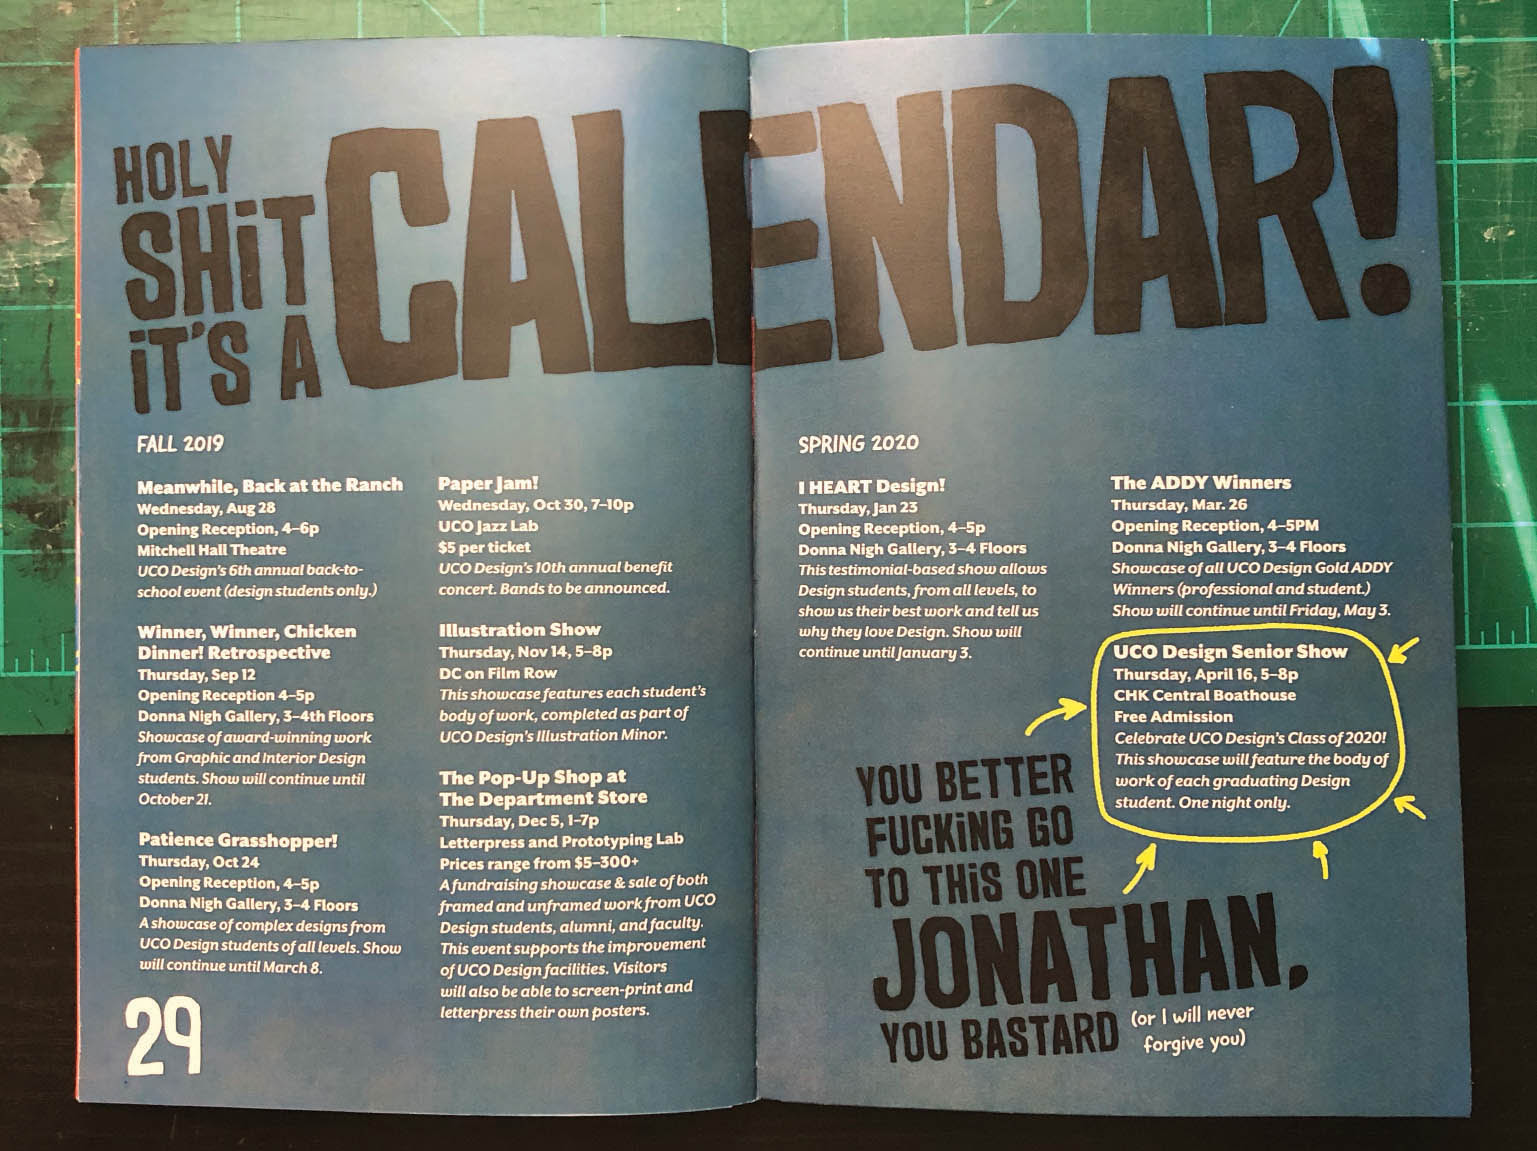 HOLY
SHiT
iT'S A
CALENDAR!
FALL 2019
Meanwhile, Back at the Ranch
Wednesday, Aug 28
Opening Reception, 4–6p
Mitchell Hall Theatre
UCO Design's 6th annual back-to-
school event (design students only.)
Winner, Winner, Chicken
Dinner! Retrospective
Thursday, Sep 12
Opening Reception 4–5p
Donna Nigh Gallery, 3–4th Floors
Showcase of award-winning work
from Graphic and Interior Design
students. Show will continue until
October 21.
Patience Grasshopper!
Thursday, Oct 24
Opening Reception, 4–5p
Donna Nigh Gallery, 3–4 Floors
A showcase of complex designs from
UCO Design students of all levels. Show
will continue until March 8.
29
Paper Jam!
Wednesday, Oct 30, 7–10p
UCO Jazz Lab
$5 per ticket
UCO Design's 10th annual benefit
concert. Bands to be announced.
Illustration Show
Thursday, Nov 14, 5–8p
DC on Film Row
This showcase features each student's
body of work, completed as part of
UCO Design's Illustration Minor.
The Pop-Up Shop at
The Department Store
Thursday, Dec 5, 1–7p
Letterpress and Prototyping Lab
Prices range from $5–300+
A fundraising showcase & sale of both
framed and unframed work from UCO
Design students, alumni, and faculty.
This event supports the improvement
of UCO Design facilities. Visitors
will also be able to screen-print and
letterpress their own posters.
SPRING 2020
I HEART Design!
Thursday, Jan 23
Opening Reception, 4–5p
Donna Nigh Gallery, 3–4 Floors
This testimonial-based show allows
Design students, from all levels, to
show us their best work and tell us
why they love Design. Show will
continue until January 3.
The ADDY Winners
Thursday, Mar. 26
Opening Reception, 4–5PM
Donna Nigh Gallery, 3–4 Floors
Showcase of all UCO Design Gold ADDY
Winners (professional and student.)
Show will continue until Friday, May 3.
UCO Design Senior Show
Thursday, April 16, 5–8p
CHK Central Boathouse
Free Admission
Celebrate UCO Design's Class of 2020!
This showcase will feature the body of
work of each graduating Design
student. One night only.
YOU BETTER
FUCKiNG GO
TO THiS ONE
JONATHAN,
YOU BASTARD
(or I will never
forgive you)